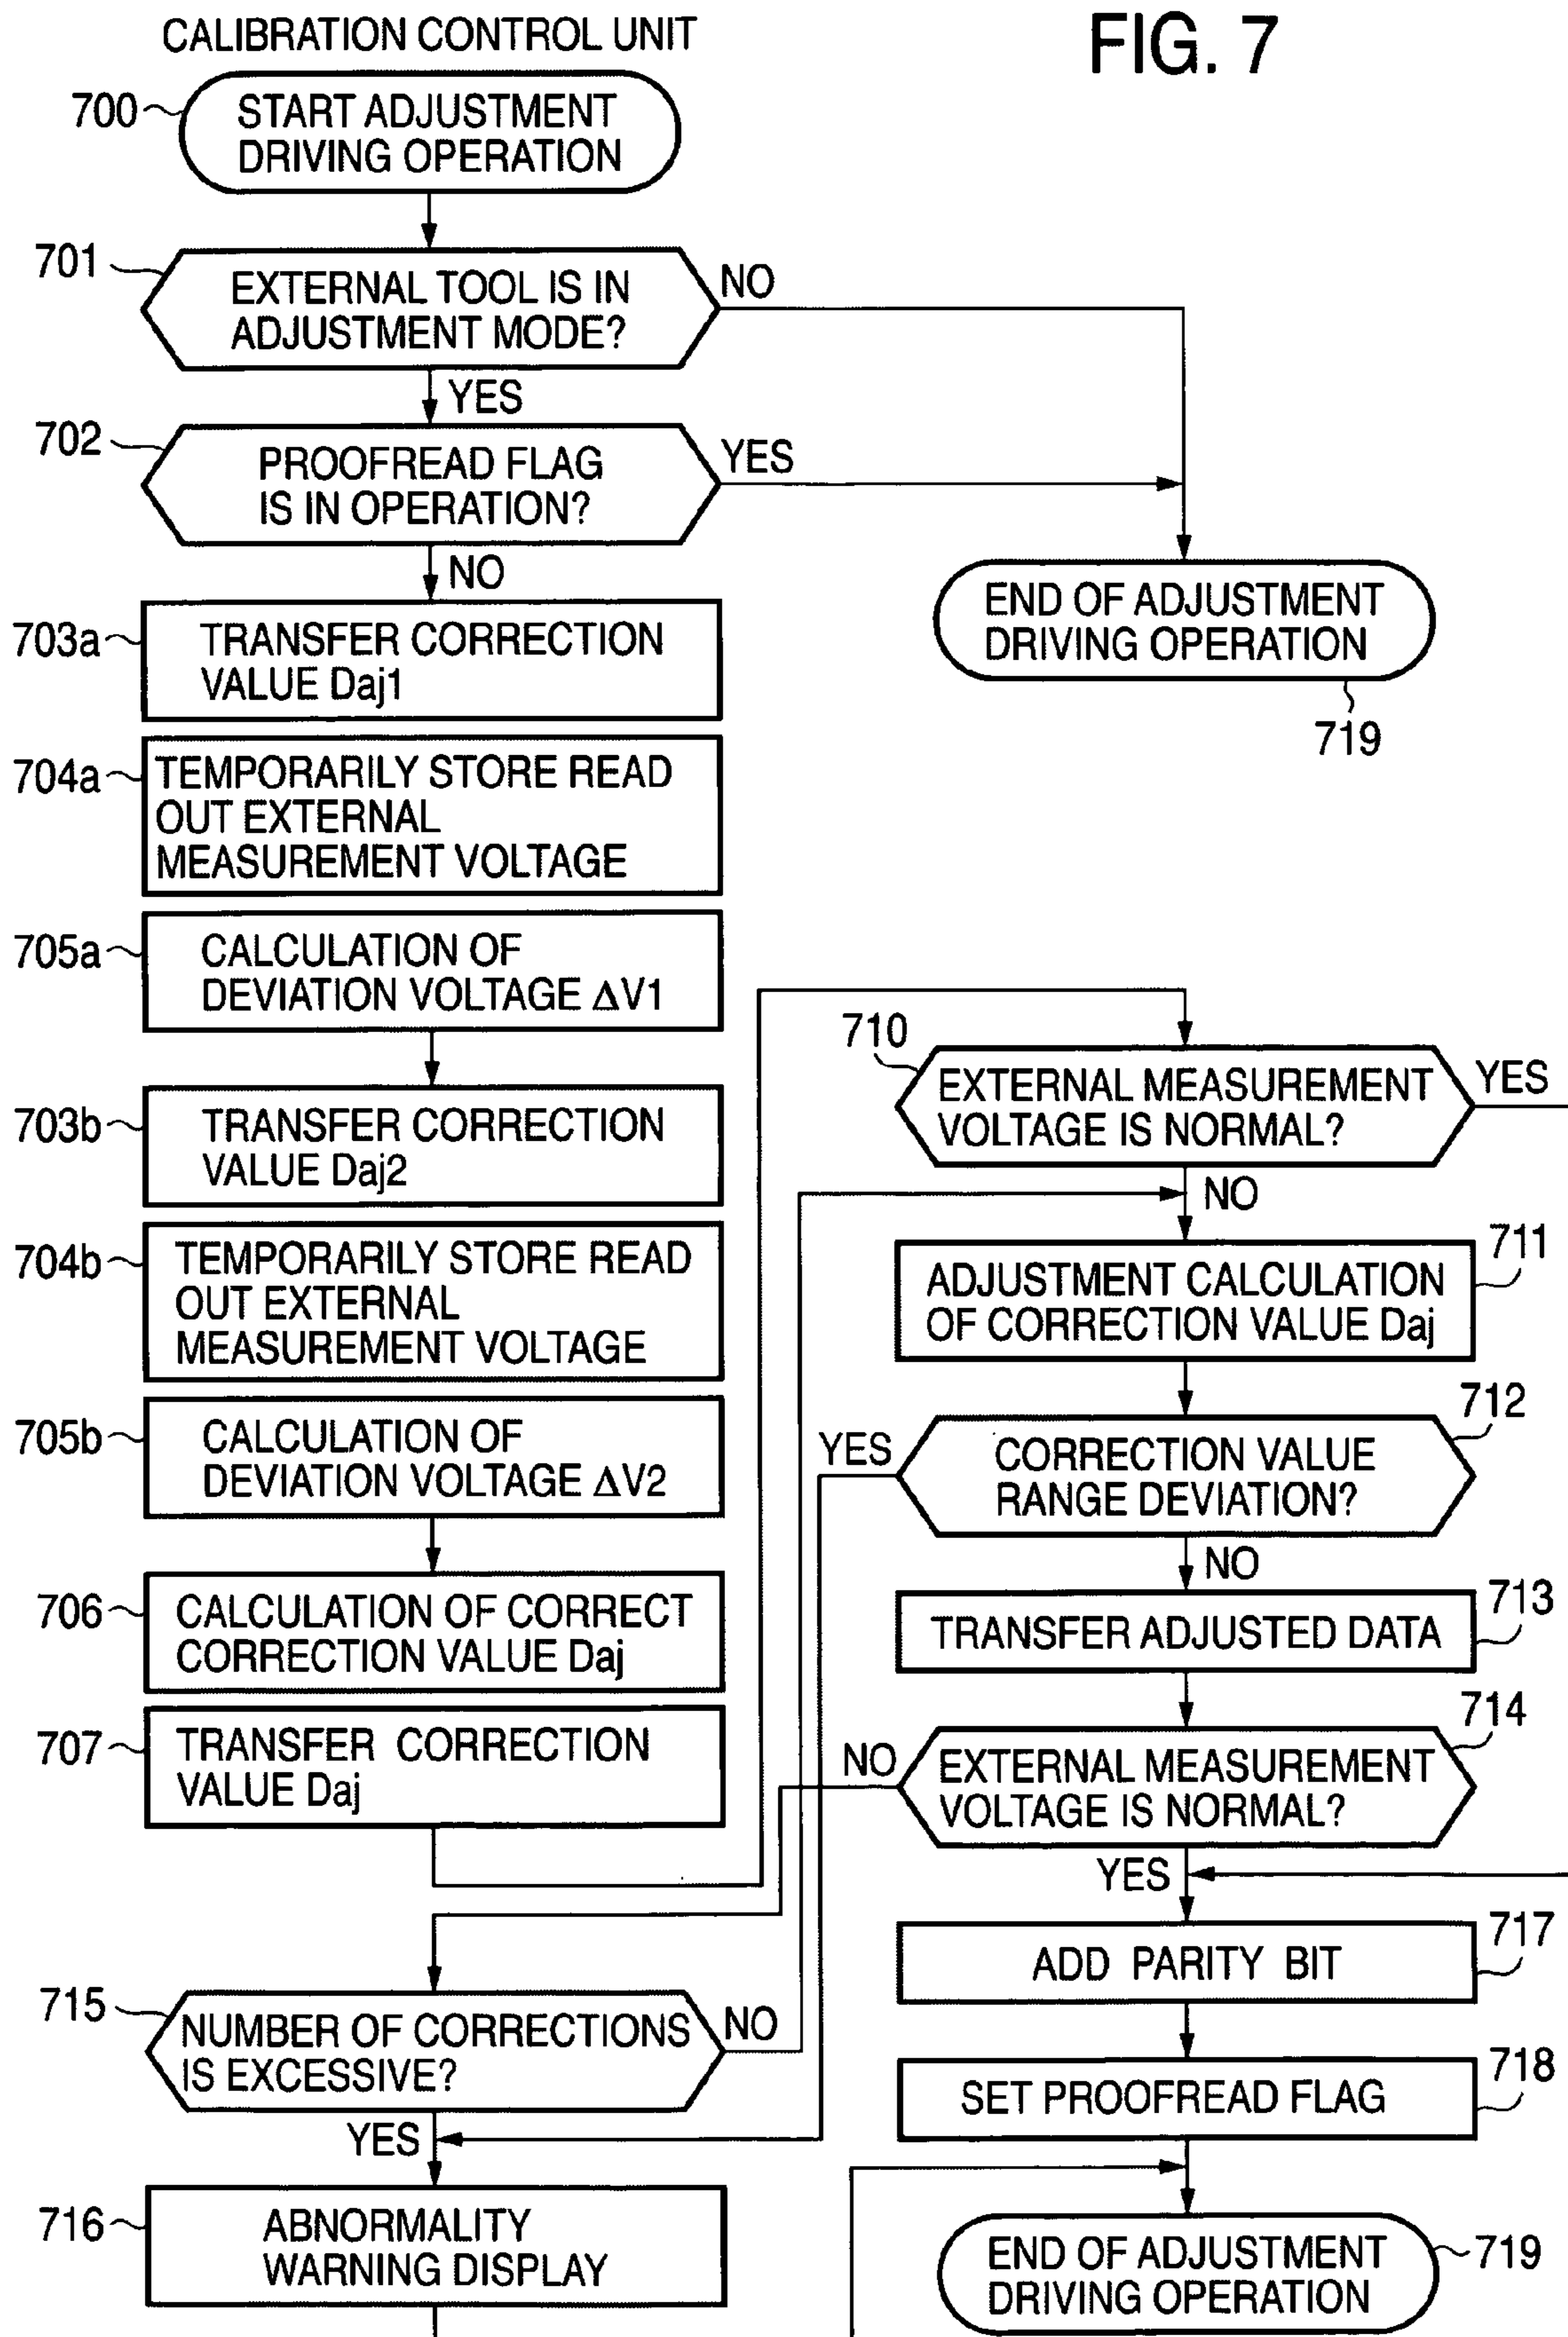 CALIBRATION CONTROL UNIT
FIG. 7
700
START ADJUSTMENT
DRIVING OPERATION
701
EXTERNAL TOOL IS IN
ADJUSTMENT MODE?
NO
YES
702
PROOFREAD FLAG
IS IN OPERATION?
YES
NO
END OF ADJUSTMENT
DRIVING OPERATION
719
703a
TRANSFER CORRECTION
VALUE Daj1
704a
TEMPORARILY STORE READ
OUT EXTERNAL
MEASUREMENT VOLTAGE
705a
CALCULATION OF
DEVIATION VOLTAGE ΔV1
703b
TRANSFER CORRECTION
VALUE Daj2
704b
TEMPORARILY STORE READ
OUT EXTERNAL
MEASUREMENT VOLTAGE
705b
CALCULATION OF
DEVIATION VOLTAGE ΔV2
706
CALCULATION OF CORRECT
CORRECTION VALUE Daj
707
TRANSFER CORRECTION
VALUE Daj
710
EXTERNAL MEASUREMENT
VOLTAGE IS NORMAL?
YES
NO
711
ADJUSTMENT CALCULATION
OF CORRECTION VALUE Daj
712
YES
CORRECTION VALUE
RANGE DEVIATION?
NO
713
TRANSFER ADJUSTED DATA
714
NO
EXTERNAL MEASUREMENT
VOLTAGE IS NORMAL?
YES
715
NUMBER OF CORRECTIONS
IS EXCESSIVE?
NO
YES
716
ABNORMALITY
WARNING DISPLAY
717
ADD PARITY BIT
718
SET PROOFREAD FLAG
END OF ADJUSTMENT
DRIVING OPERATION
719